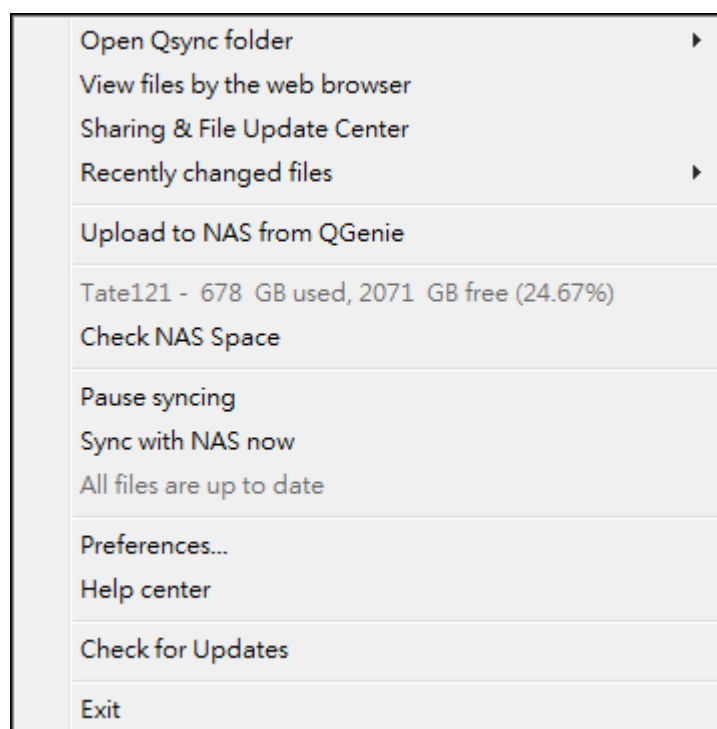 Open Qsync folder
View files by the web browser
Sharing & File Update Center
Recently changed files
Upload to NAS from QGenie
Tate121 -  678  GB used, 2071  GB free (24.67%)
Check NAS Space
Pause syncing
Sync with NAS now
All files are up to date
Preferences...
Help center
Check for Updates
Exit